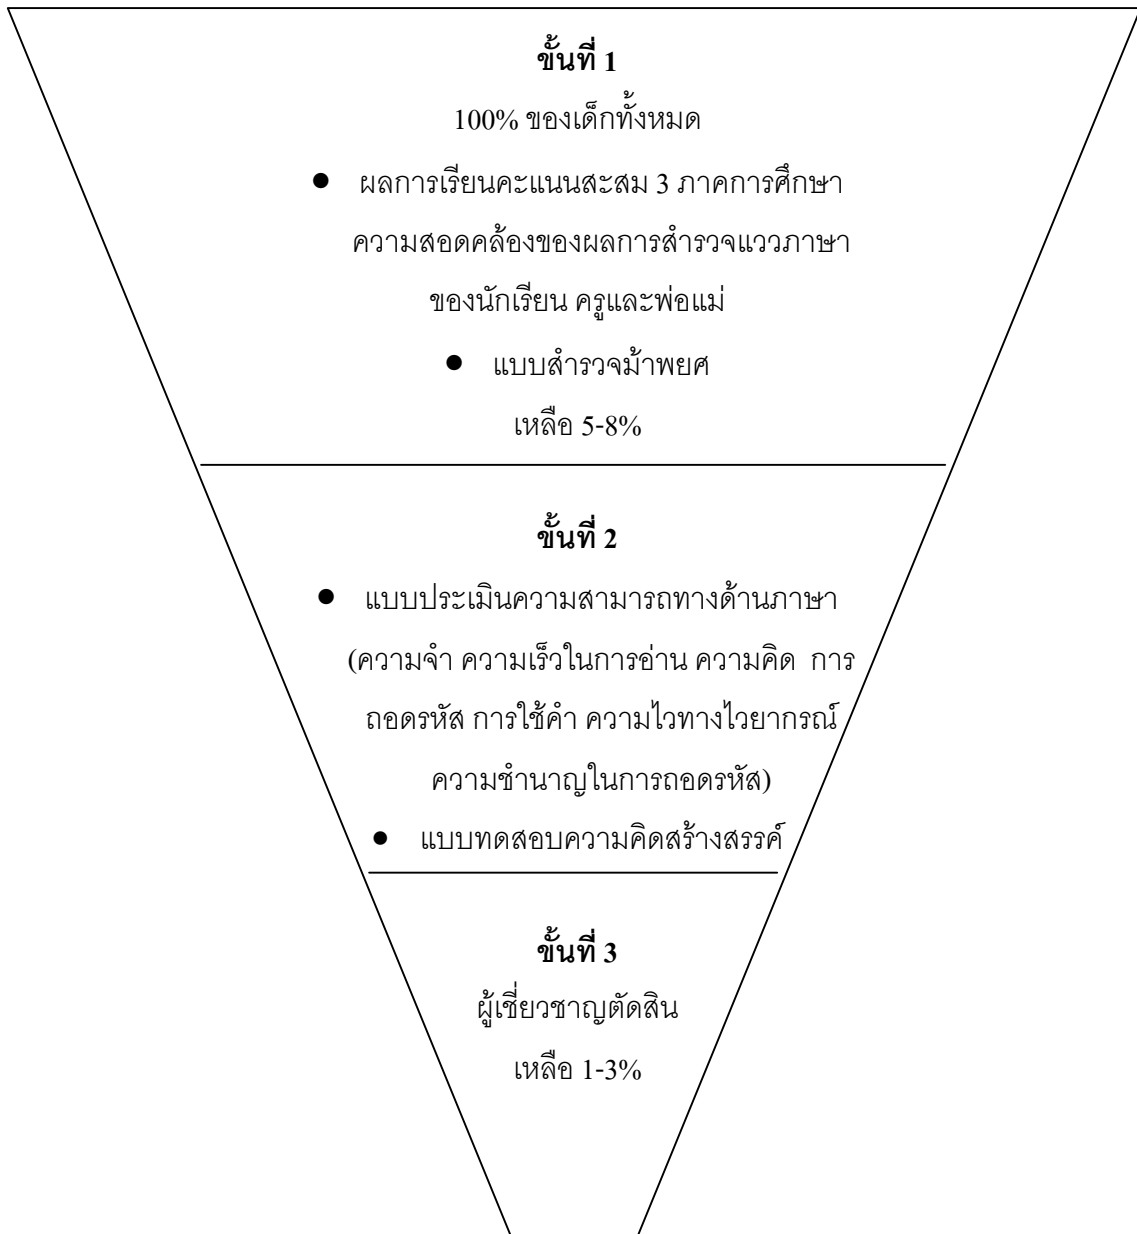 ขั้นที่ 1
100% ของเด็กทั้งหมด
● ผลการเรียนคะแนนสะสม 3 ภาคการศึกษา
ความสอดคล้องของผลการสำรวจแววภาษา
ของนักเรียน ครูและพ่อแม่
● แบบสำรวจม้าพยศ
เหลือ 5-8%
ขั้นที่ 2
● แบบประเมินความสามารถทางด้านภาษา
(ความจำ ความเร็วในการอ่าน ความคิด การ
ถอดรหัส การใช้คำ ความไวทางไวยากรณ์
ความชำนาญในการถอดรหัส)
● แบบทดสอบความคิดสร้างสรรค์
ขั้นที่ 3
ผู้เชี่ยวชาญตัดสิน
เหลือ 1-3%